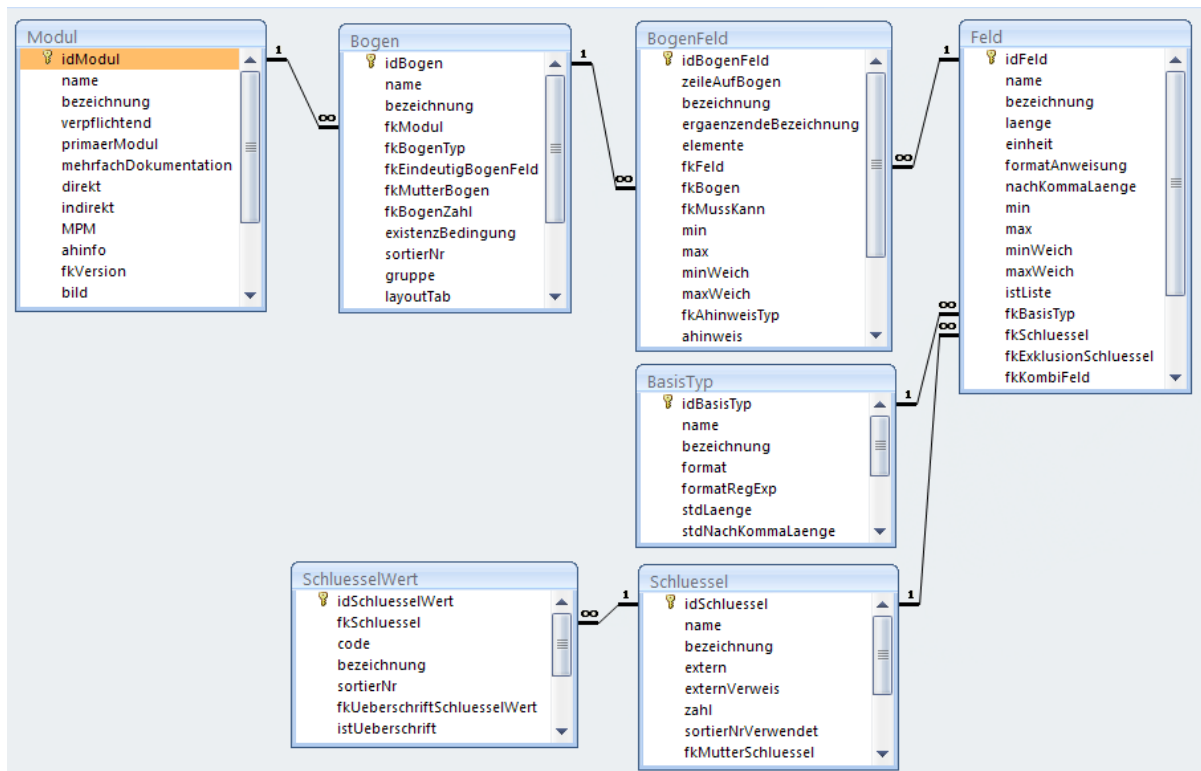 Modul
idModul
name
bezeichnung
verpflichtend
primaerModul
mehrfachDokumentation
direkt
indirekt
MPM
ahinfo
fkVersion
bild
1
∞
Bogen
idBogen
name
bezeichnung
fkModul
fkBogenTyp
fkEindeutigBogenFeld
fkMutterBogen
fkBogenZahl
existenzBedingung
sortierNr
gruppe
layoutTab
1
∞
BogenFeld
idBogenFeld
zeileAufBogen
bezeichnung
ergaenzendeBezeichnung
elemente
fkFeld
fkBogen
fkMussKann
min
max
minWeich
maxWeich
fkAhinweisTyp
ahinweis
1
∞
Feld
idFeld
name
bezeichnung
laenge
einheit
formatAnweisung
nachKommaLaenge
min
max
minWeich
maxWeich
istListe
fkBasisTyp
fkSchluessel
fkExklusionSchluessel
fkKombiFeld
∞
∞
BasisTyp
idBasisTyp
name
bezeichnung
format
formatRegExp
stdLaenge
stdNachKommaLaenge
1
SchluesselWert
idSchluesselWert
fkSchluessel
code
bezeichnung
sortierNr
fkUeberschriftSchluesselWert
istUeberschrift
∞
1
Schluessel
idSchluessel
name
bezeichnung
extern
externVerweis
zahl
sortierNrVerwendet
fkMutterSchluessel
1